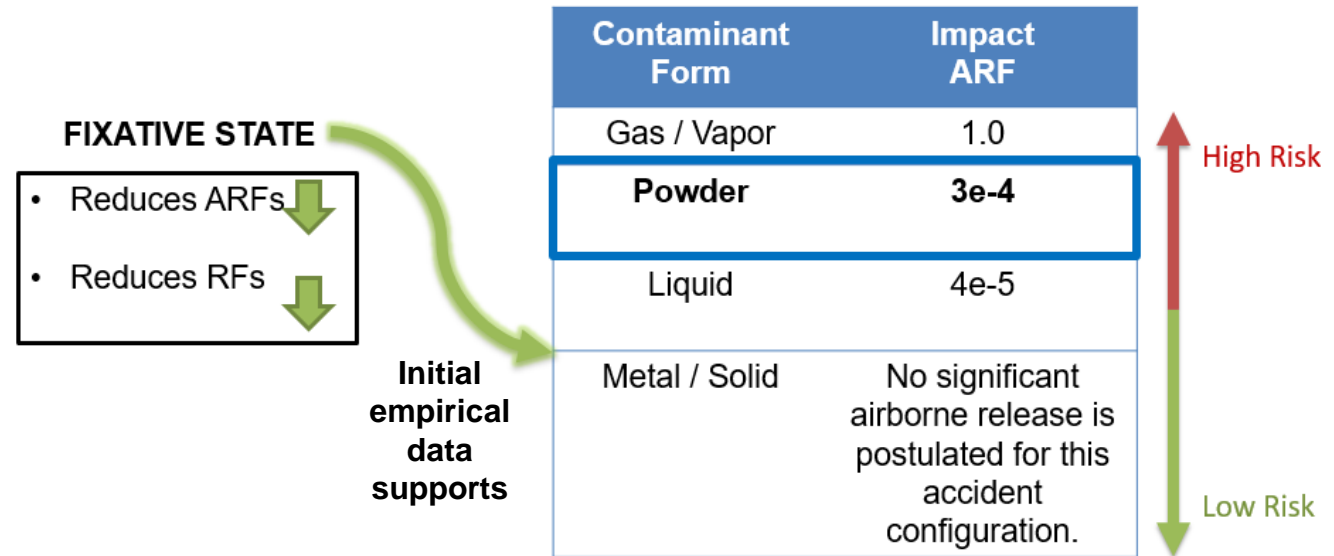 FIXATIVE STATE
• Reduces ARFs
• Reduces RFs
Initial
empirical
data
supports
Contaminant Form
Impact ARF
Gas / Vapor 1.0
Powder 3e-4
Liquid 4e-5
Metal / Solid
No significant
airborne release is
postulated for this
accident
configuration.
High Risk
Low Risk